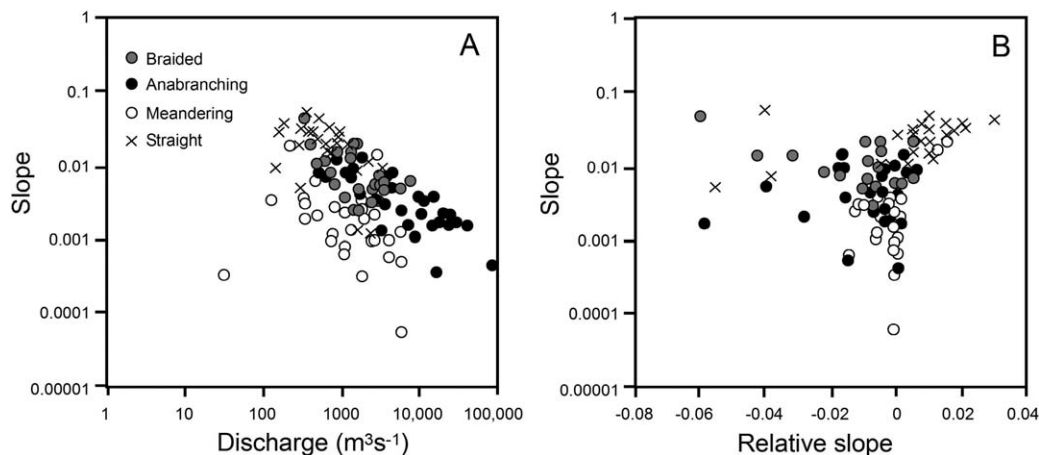 A
Slope
1
0.1
0.01
0.001
0.0001
0.00001
Braided
Anabranching
Meandering
Straight
1
10
100
1000
10,000
100,000
Discharge (m³s⁻¹)
B
Slope
1
0.1
0.01
0.001
0.0001
0.00001
-0.08
-0.06
-0.04
-0.02
0
0.02
0.04
Relative slope